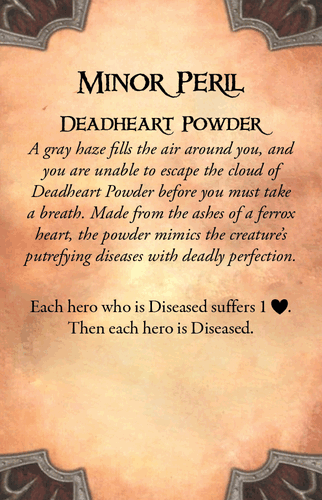 Minor Peril
Deadheart Powder
A gray haze fills the air around you, and
you are unable to escape the cloud of
Deadheart Powder before you must take
a breath. Made from the ashes of a ferrox
heart, the powder mimics the creature's
putrefying diseases with deadly perfection.
Each hero who is Diseased suffers 1 ♥.
Then each hero is Diseased.